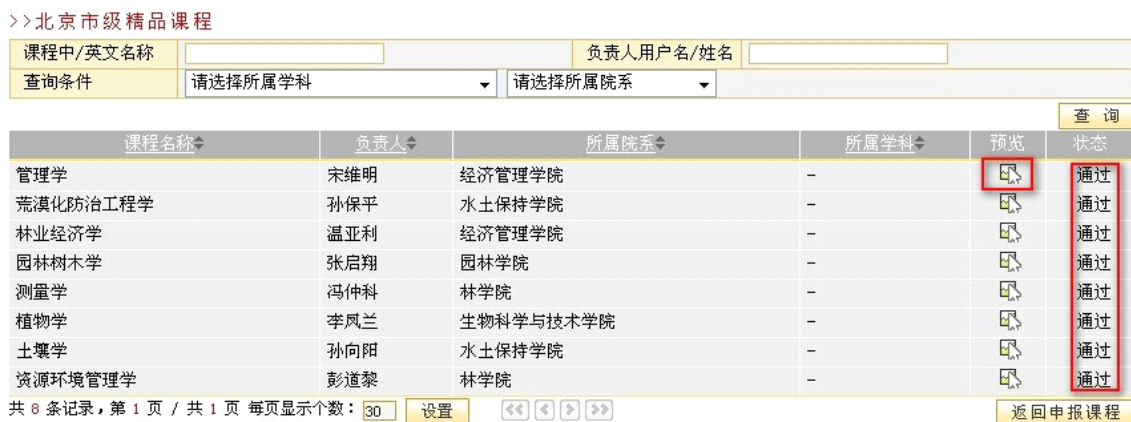 >>北京市级精品课程
课程中/英文名称 负责人用户名/姓名
查询条件 请选择所属学科 请选择所属院系
查 询
课程名称 负责人 所属院系 所属学科 预览 状态
管理学 宋维明 经济管理学院 - 通过
荒漠化防治工程学 孙保平 水土保持学院 - 通过
林业经济学 温亚利 经济管理学院 - 通过
园林树木学 张启翔 园林学院 - 通过
测量学 冯仲科 林学院 - 通过
植物学 李凤兰 生物科学与技术学院 - 通过
土壤学 孙向阳 水土保持学院 - 通过
资源环境管理学 彭道黎 林学院 - 通过
共 8 条记录,第 1 页 / 共 1 页 每页显示个数: 30 设置 返回申报课程